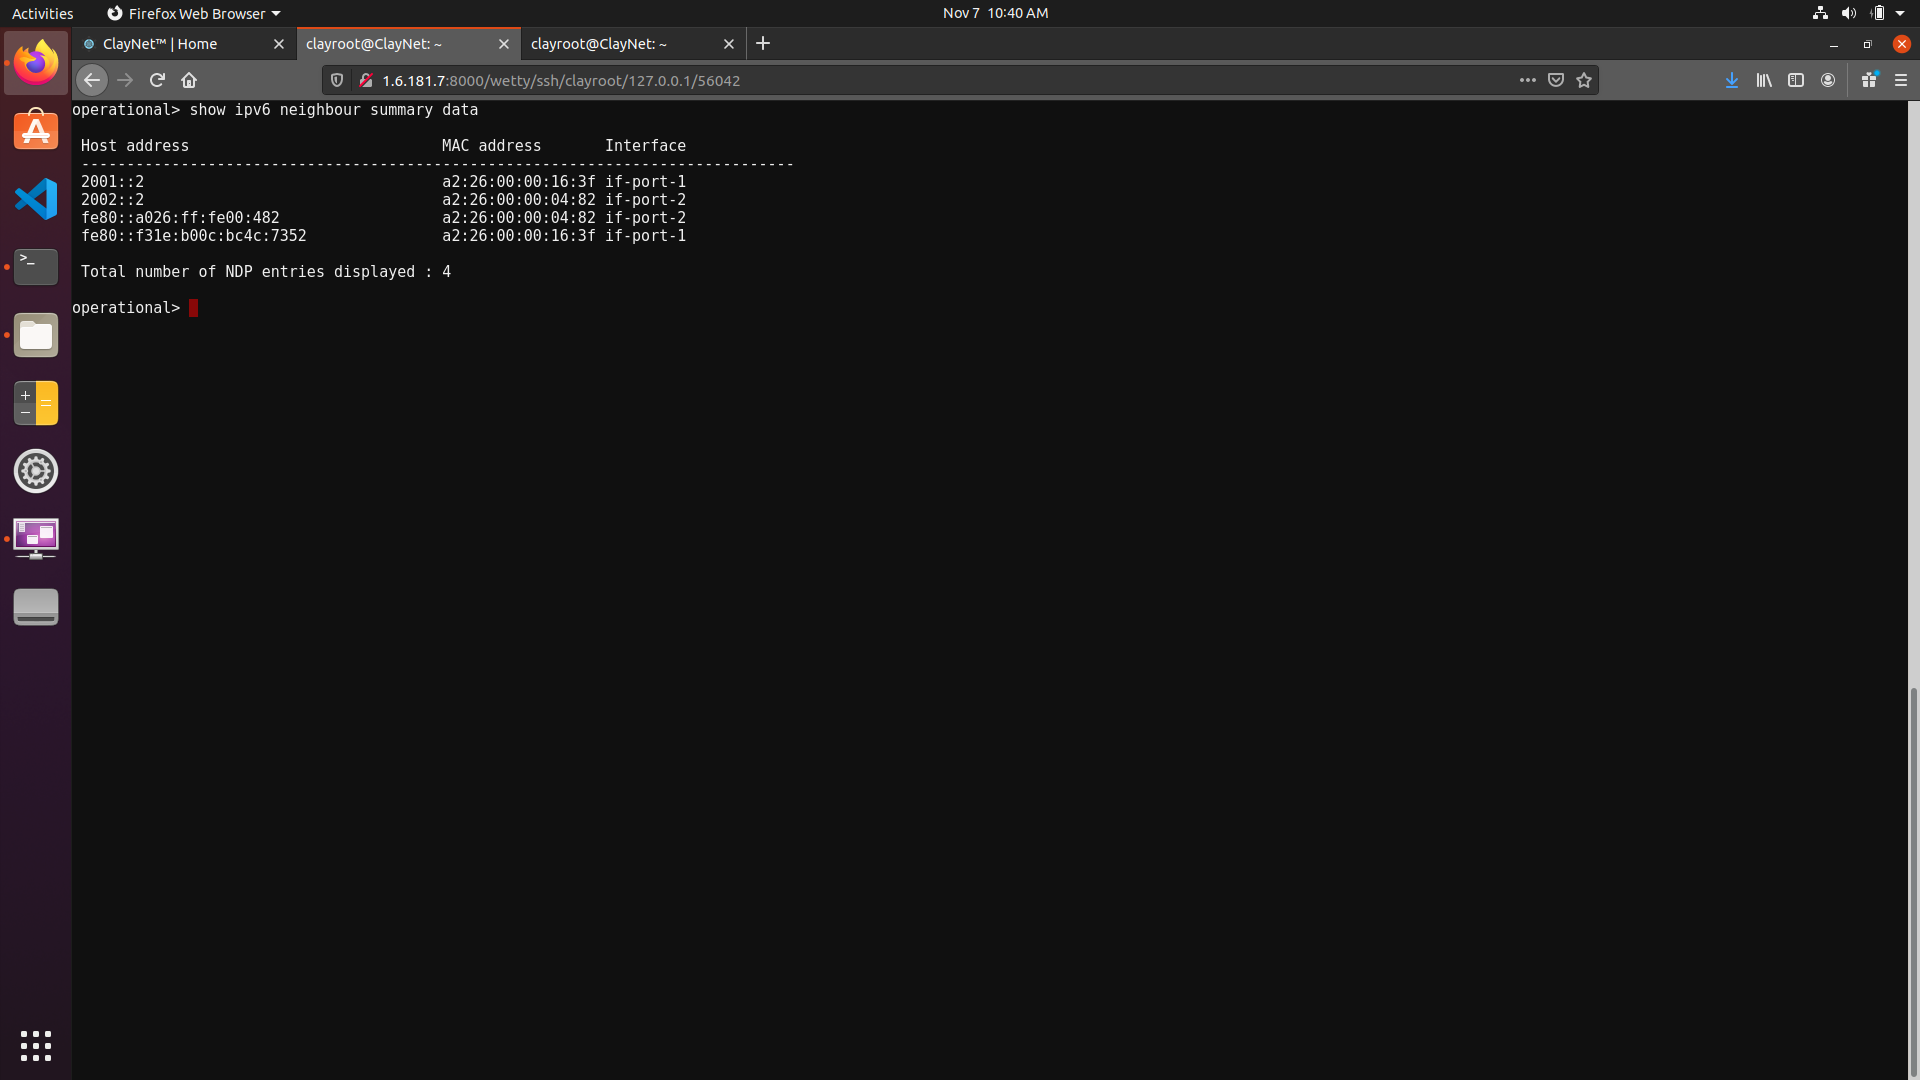 Activities Firefox Web Browser Nov 7 10:40 AM
ClayNet™ | Home clayroot@ClayNet: ~ clayroot@ClayNet: ~
1.6.181.7:8000/wetty/ssh/clayroot/127.0.0.1/56042
operational> show ipv6 neighbour summary data
Host address MAC address Interface
-------------------------------------------------------------------------------
2001::2 a2:26:00:00:16:3f if-port-1
2002::2 a2:26:00:00:04:82 if-port-2
fe80::a026:ff:fe00:482 a2:26:00:00:04:82 if-port-2
fe80::f31e:b00c:bc4c:7352 a2:26:00:00:16:3f if-port-1
Total number of NDP entries displayed : 4
operational>